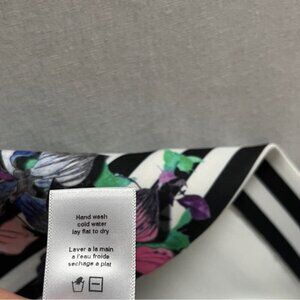 Hand wash
cold water
lay flat to dry
Laver a la main
a l'eau froide
sechage a plat